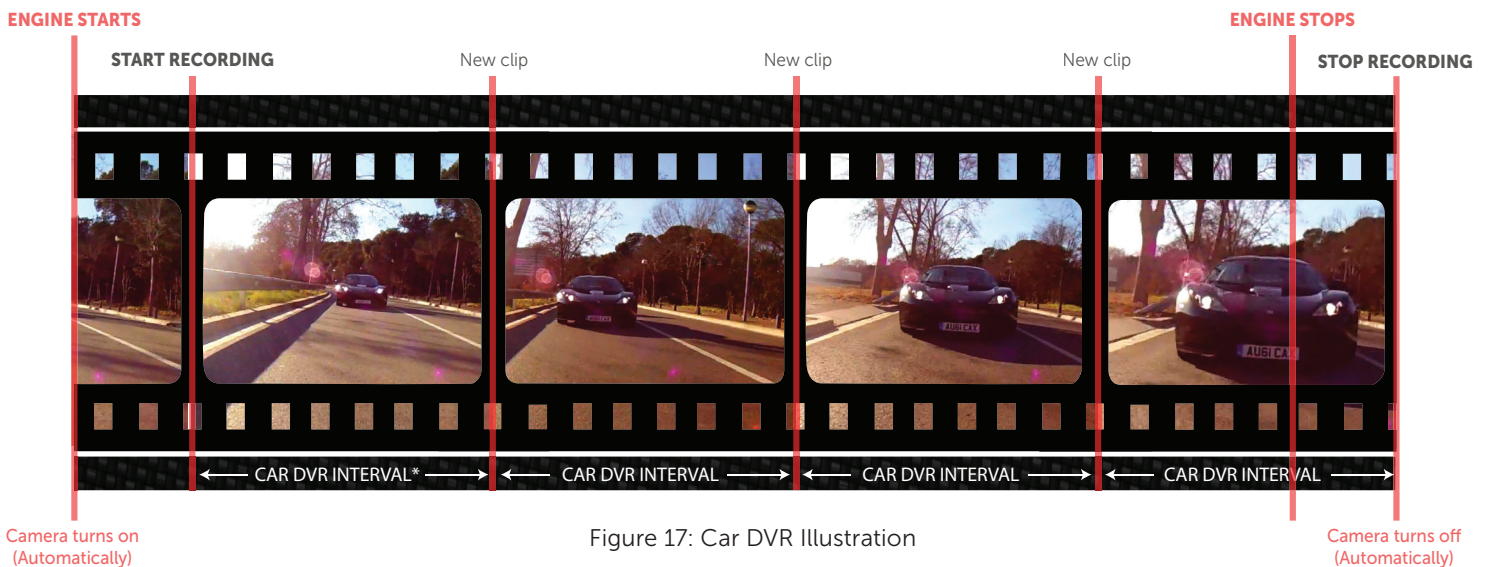 ENGINE STARTS
ENGINE STOPS
START RECORDING
New clip
New clip
New clip
STOP RECORDING
AU61 CAX
AU61 CAX
AU61 CAX
CAR DVR INTERVAL*
CAR DVR INTERVAL
CAR DVR INTERVAL
CAR DVR INTERVAL
Camera turns on
(Automatically)
Figure 17: Car DVR Illustration
Camera turns off
(Automatically)